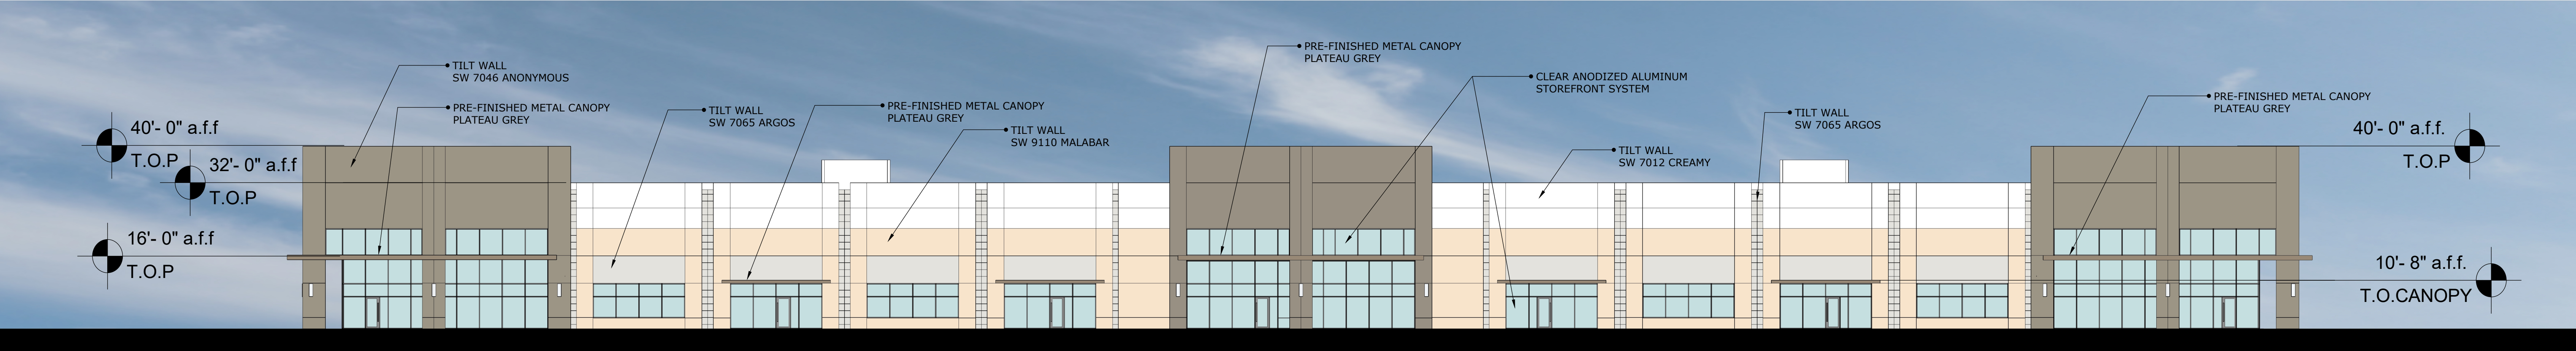 TILT WALL
SW 7046 ANONYMOUS
PRE-FINISHED METAL CANOPY
PLATEAU GREY
40'- 0" a.f.f
T.O.P
32'- 0" a.f.f
T.O.P
16'- 0" a.f.f
T.O.P
TILT WALL
SW 7065 ARGOS
PRE-FINISHED METAL CANOPY
PLATEAU GREY
TILT WALL
SW 9110 MALABAR
PRE-FINISHED METAL CANOPY
PLATEAU GREY
CLEAR ANODIZED ALUMINUM
STOREFRONT SYSTEM
TILT WALL
SW 7012 CREAMY
TILT WALL
SW 7065 ARGOS
PRE-FINISHED METAL CANOPY
PLATEAU GREY
40'- 0" a.f.f.
T.O.P
10'- 8" a.f.f.
T.O.CANOPY